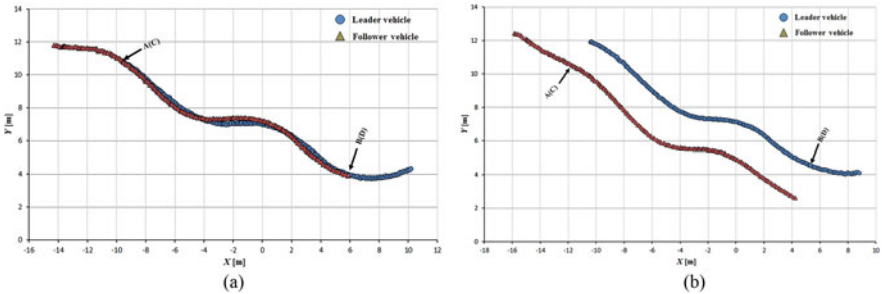 14
12
10
8
6
4
2
0
Y [m]
A(C)
B(D)
Leader vehicle
Follower vehicle
-16 -14 -12 -10 -8 -6 -4 -2 0 2 4 6 8 10 12
X [m]
(a)
14
12
10
8
6
4
2
0
Y [m]
A(C)
B(D)
Leader vehicle
Follower vehicle
-18 -16 -14 -12 -10 -8 -6 -4 -2 0 2 4 6 8 10
X [m]
(b)